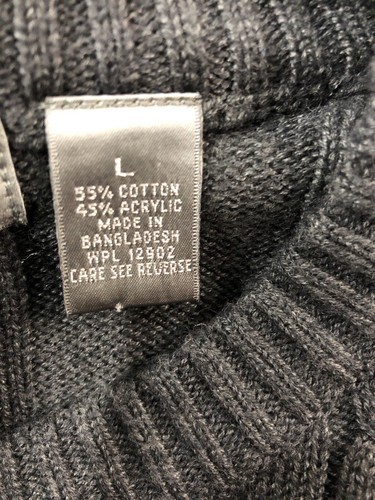 L
55% COTTON
45% ACRYLIC
MADE IN
BANGLADESH
WPL 12902
CARE SEE REVERSE